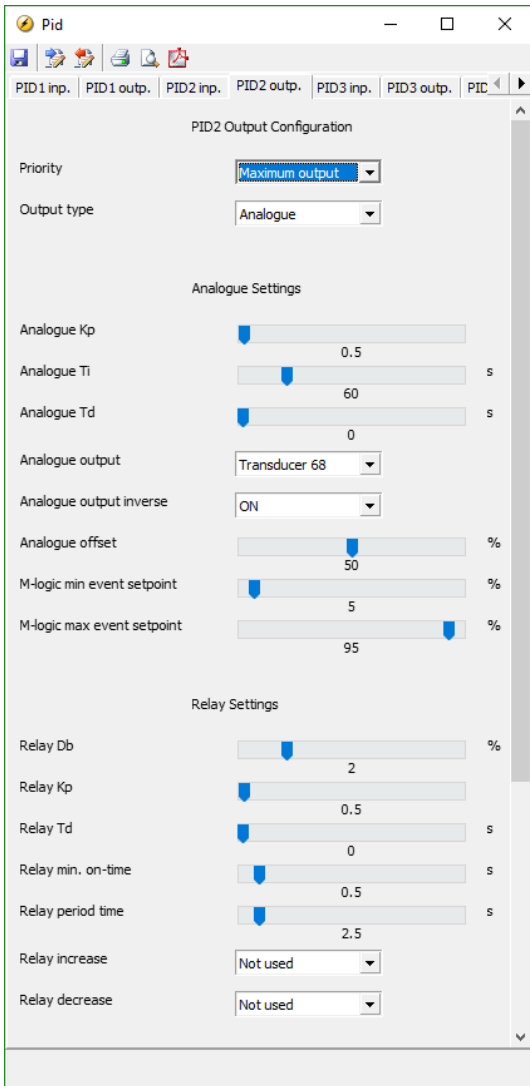 Pid
PID1 inp. PID1 outp. PID2 inp. PID2 outp. PID3 inp. PID3 outp. PID
PID2 Output Configuration
Priority Maximum output
Output type Analogue
Analogue Settings
Analogue Kp
0.5
Analogue Ti s
60
Analogue Td s
0
Analogue output Transducer 68
Analogue output inverse ON
Analogue offset %
50
M-logic min event setpoint %
5
M-logic max event setpoint %
95
Relay Settings
Relay Db %
2
Relay Kp
0.5
Relay Td s
0
Relay min. on-time s
0.5
Relay period time s
2.5
Relay increase Not used
Relay decrease Not used